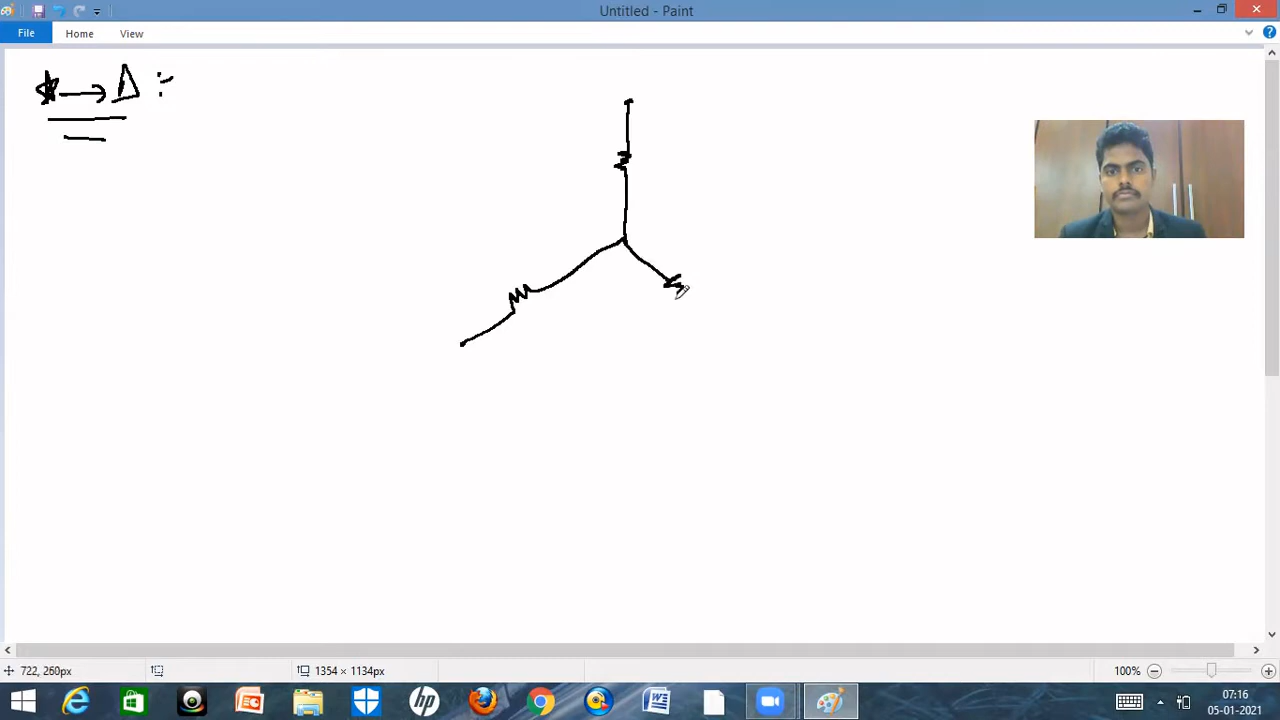 Untitled - Paint
File Home View
★→Δ :-
722, 260px 1354 × 1134px 100%
07:16
05-01-2021